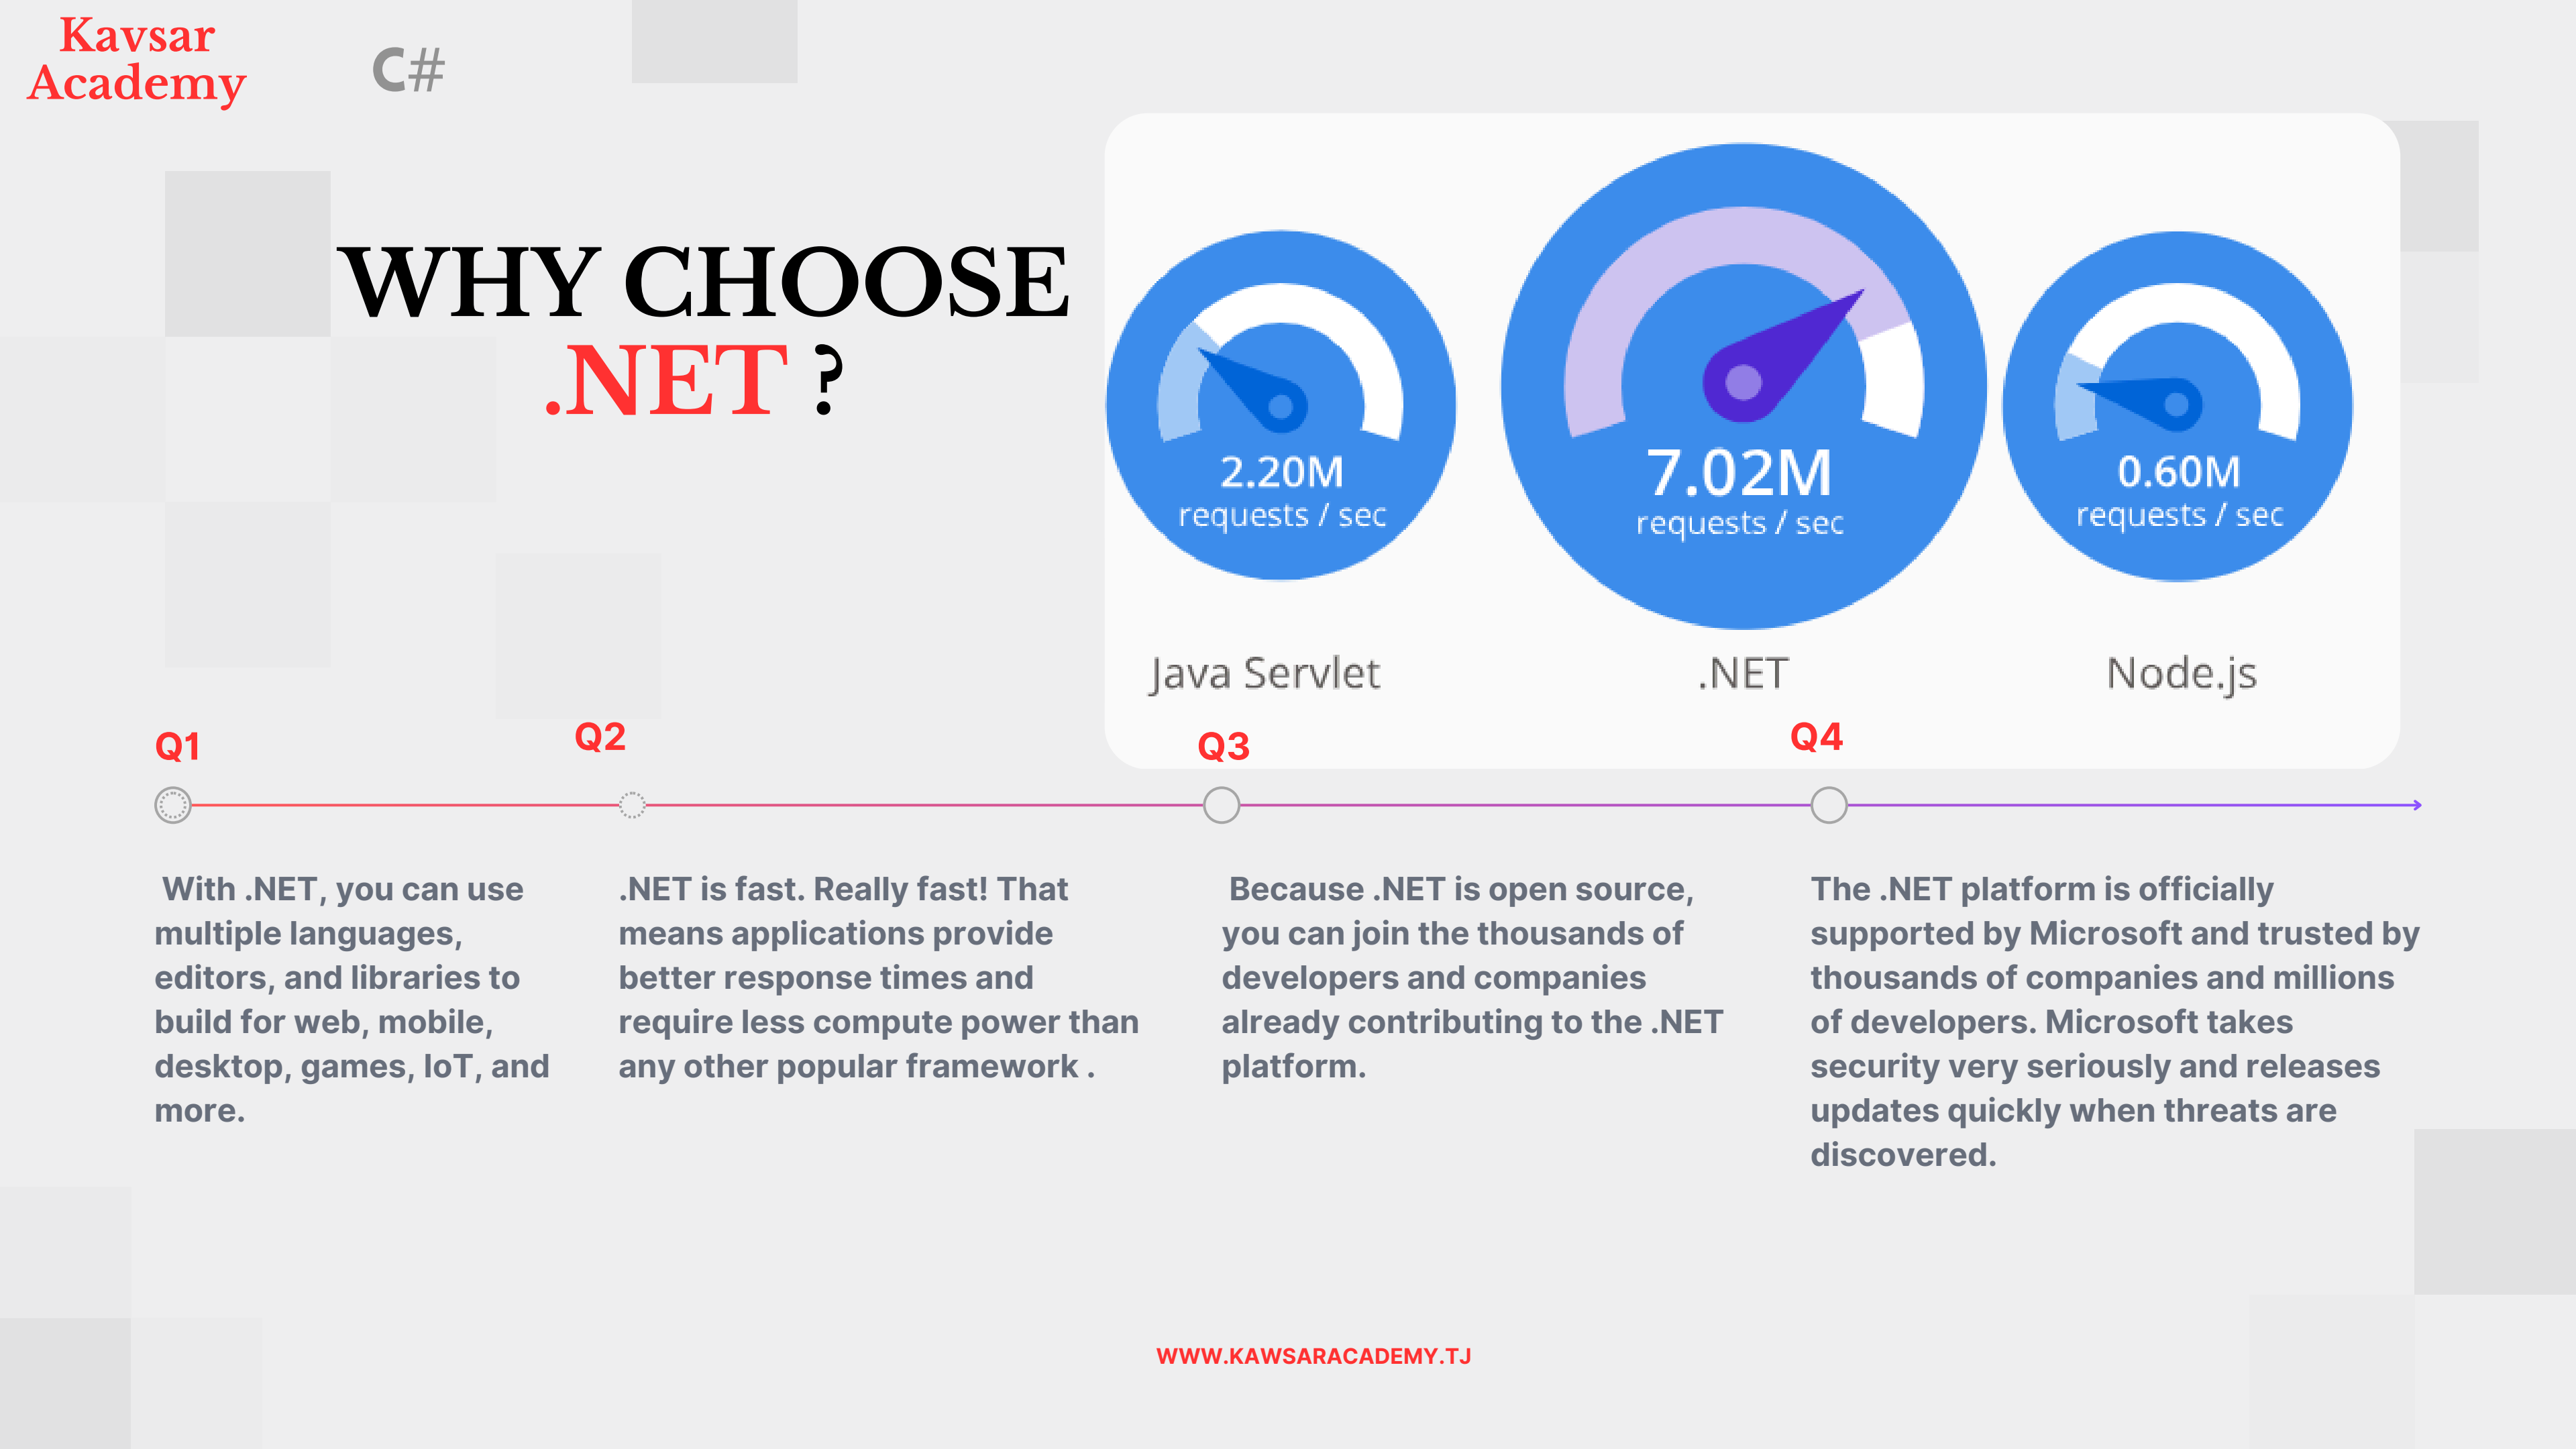 Kavsar
Academy
C#
WHY CHOOSE
.NET ?
2.20M
requests / sec
Java Servlet
7.02M
requests / sec
.NET
0.60M
requests / sec
Node.js
Q1
With .NET, you can use
multiple languages,
editors, and libraries to
build for web, mobile,
desktop, games, IoT, and
more.
Q2
.NET is fast. Really fast! That
means applications provide
better response times and
require less compute power than
any other popular framework .
Q3
Because .NET is open source,
you can join the thousands of
developers and companies
already contributing to the .NET
platform.
Q4
The .NET platform is officially
supported by Microsoft and trusted by
thousands of companies and millions
of developers. Microsoft takes
security very seriously and releases
updates quickly when threats are
discovered.
WWW.KAWSARACADEMY.TJ